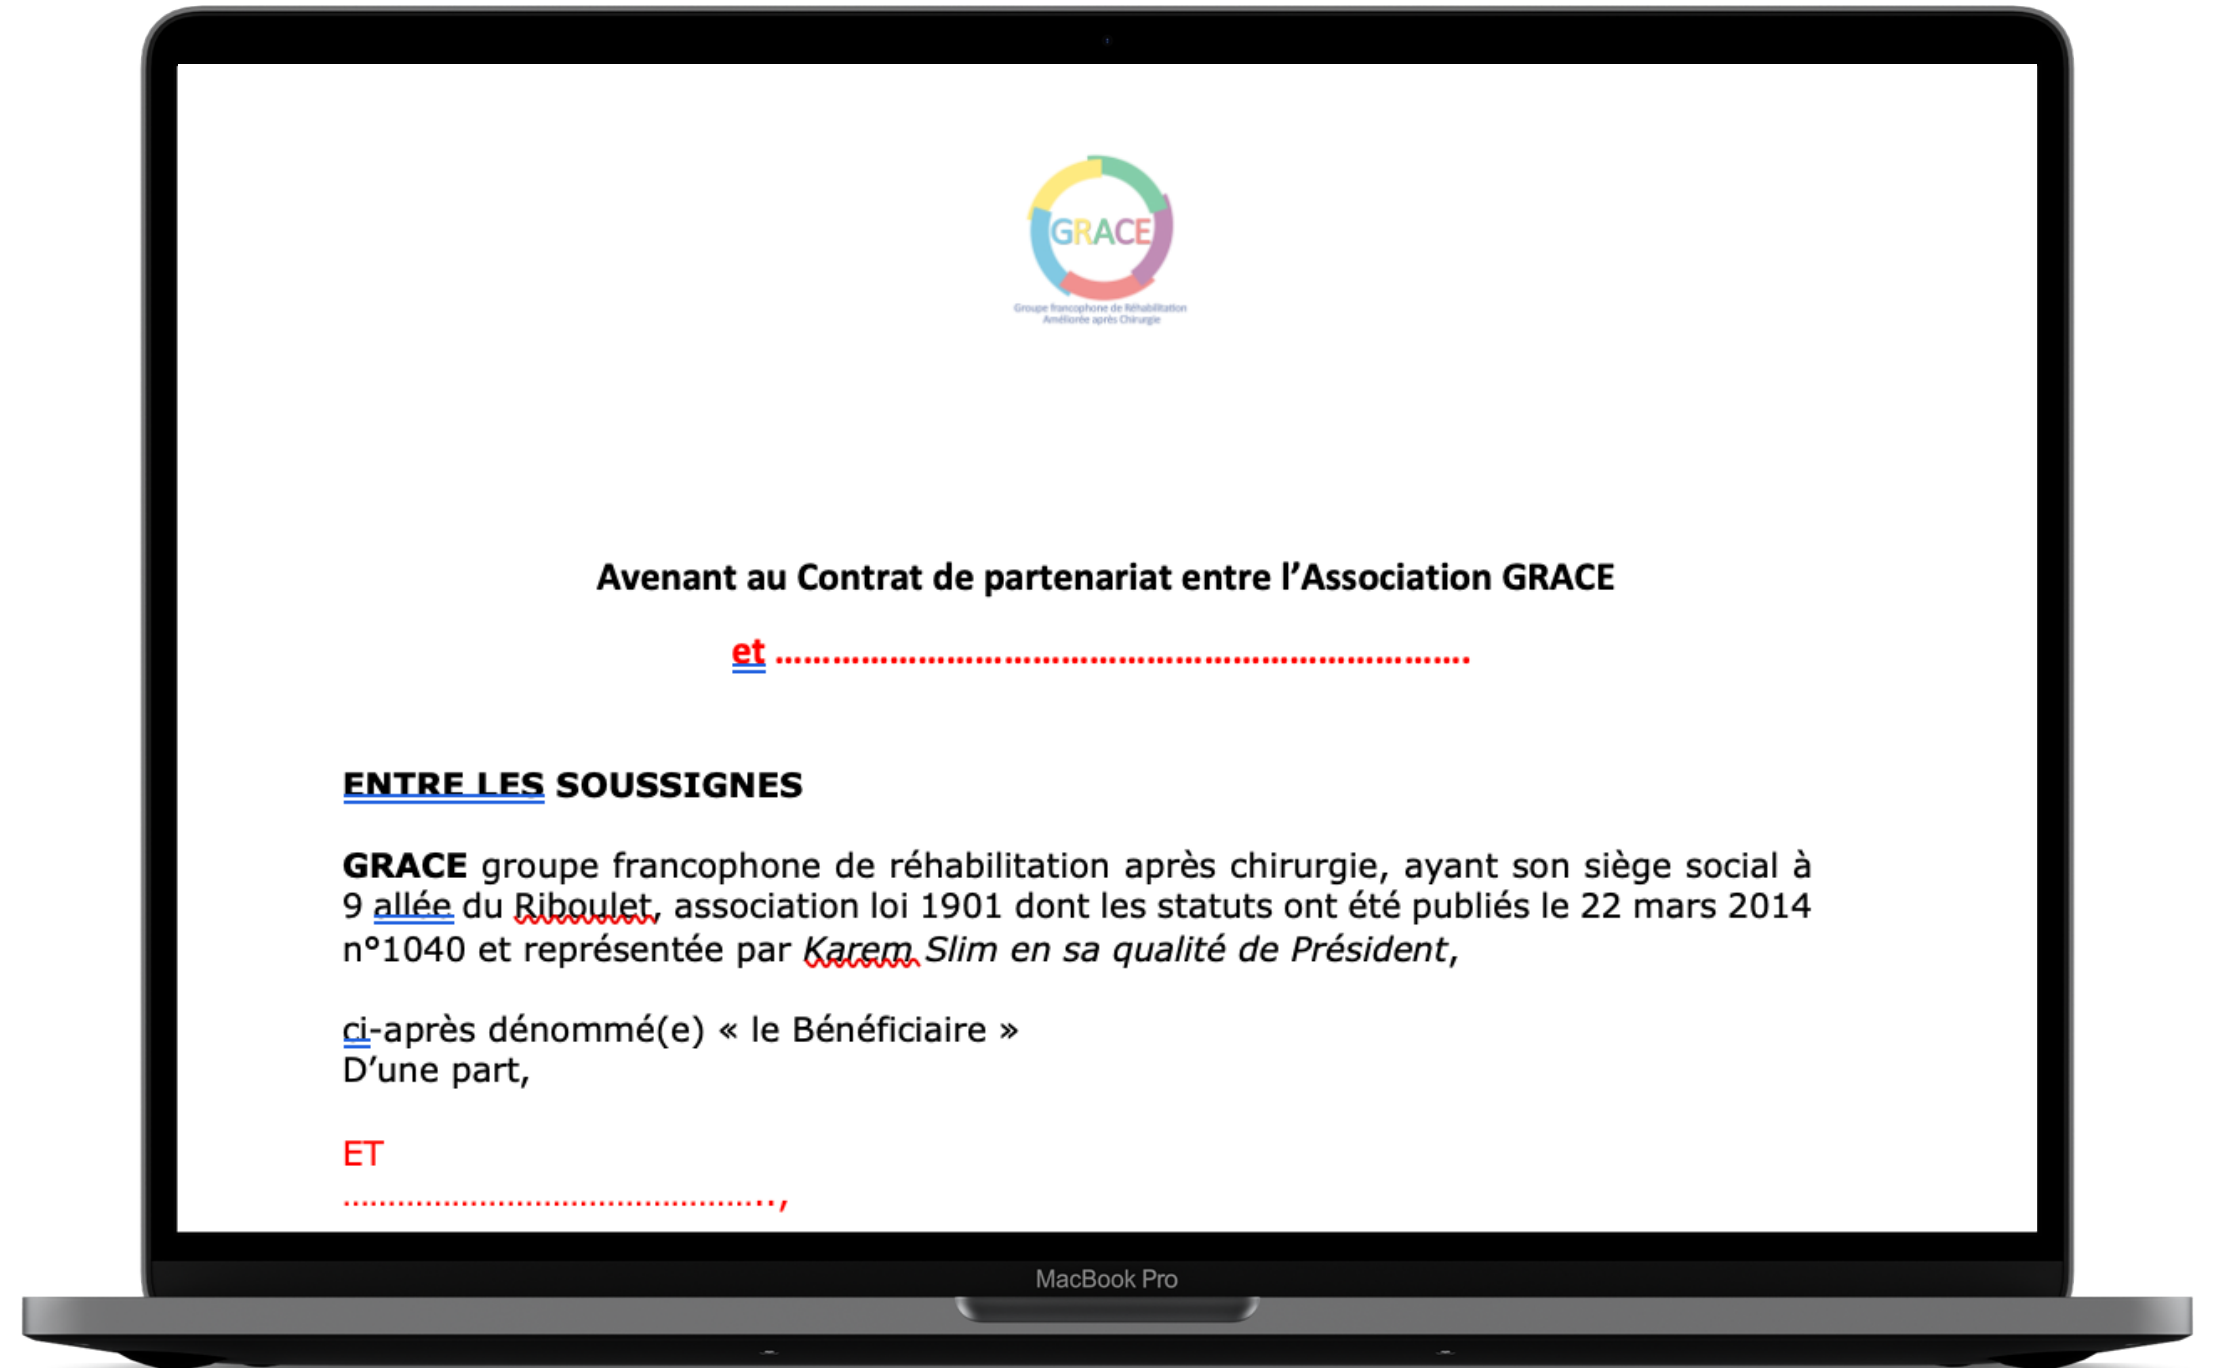 GRACE
Groupe francophone de Réhabilitation
Améliorée après Chirurgie
Avenant au Contrat de partenariat entre l’Association GRACE
et ……………………………………………………………….
ENTRE LES SOUSSIGNES
GRACE groupe francophone de réhabilitation après chirurgie, ayant son siège social à
9 allée du Riboulet, association loi 1901 dont les statuts ont été publiés le 22 mars 2014
n°1040 et représentée par Karem Slim en sa qualité de Président,
ci-après dénommé(e) « le Bénéficiaire »
D’une part,
ET
………………………………………..,
MacBook Pro